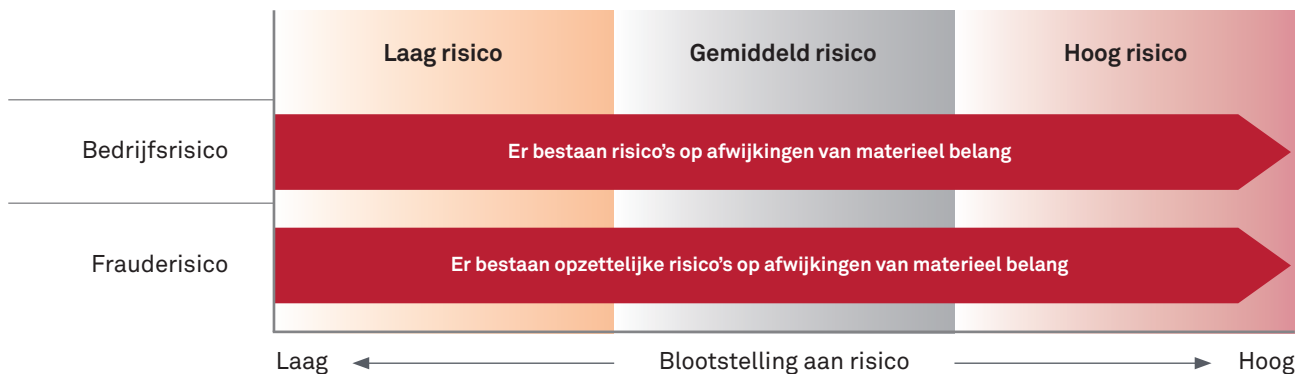 Laag risico
Gemiddeld risico
Hoog risico
Bedrijfsrisico
Er bestaan risico's op afwijkingen van materieel belang
Frauderisico
Er bestaan opzettelijke risico's op afwijkingen van materieel belang
Laag
Blootstelling aan risico
Hoog